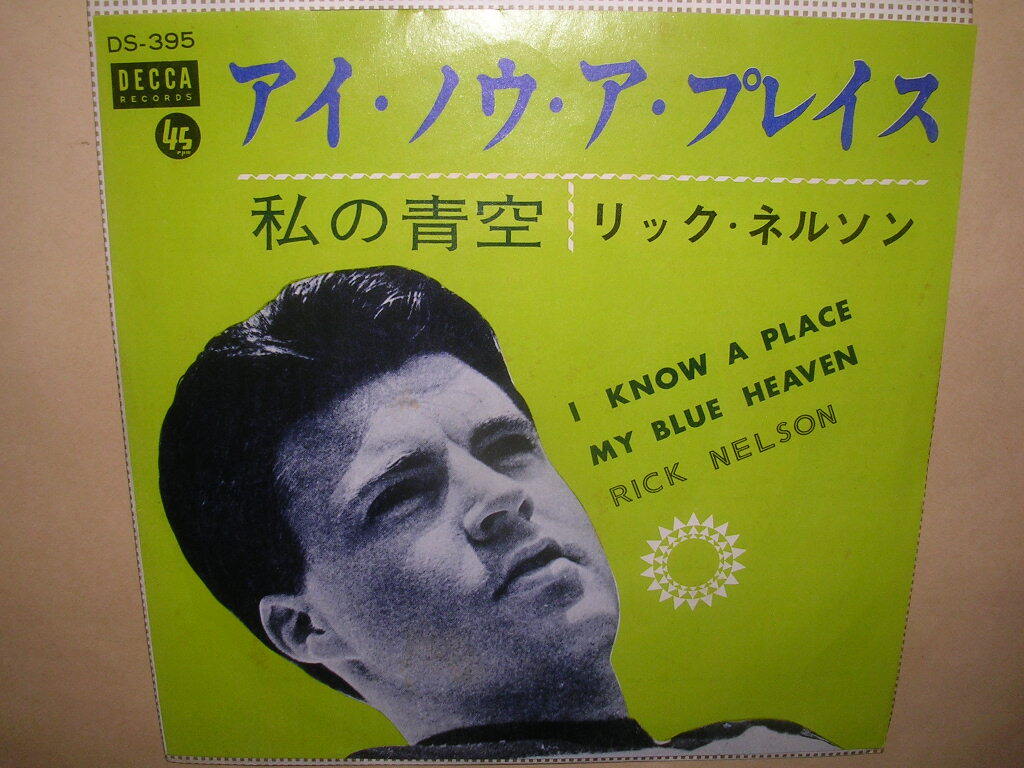 DS-395
DECCA
RECORDS
45
アイ・ノウ・ア・プレイス
私の青空
リック・ネルソン
I KNOW A PLACE
MY BLUE HEAVEN
RICK NELSON